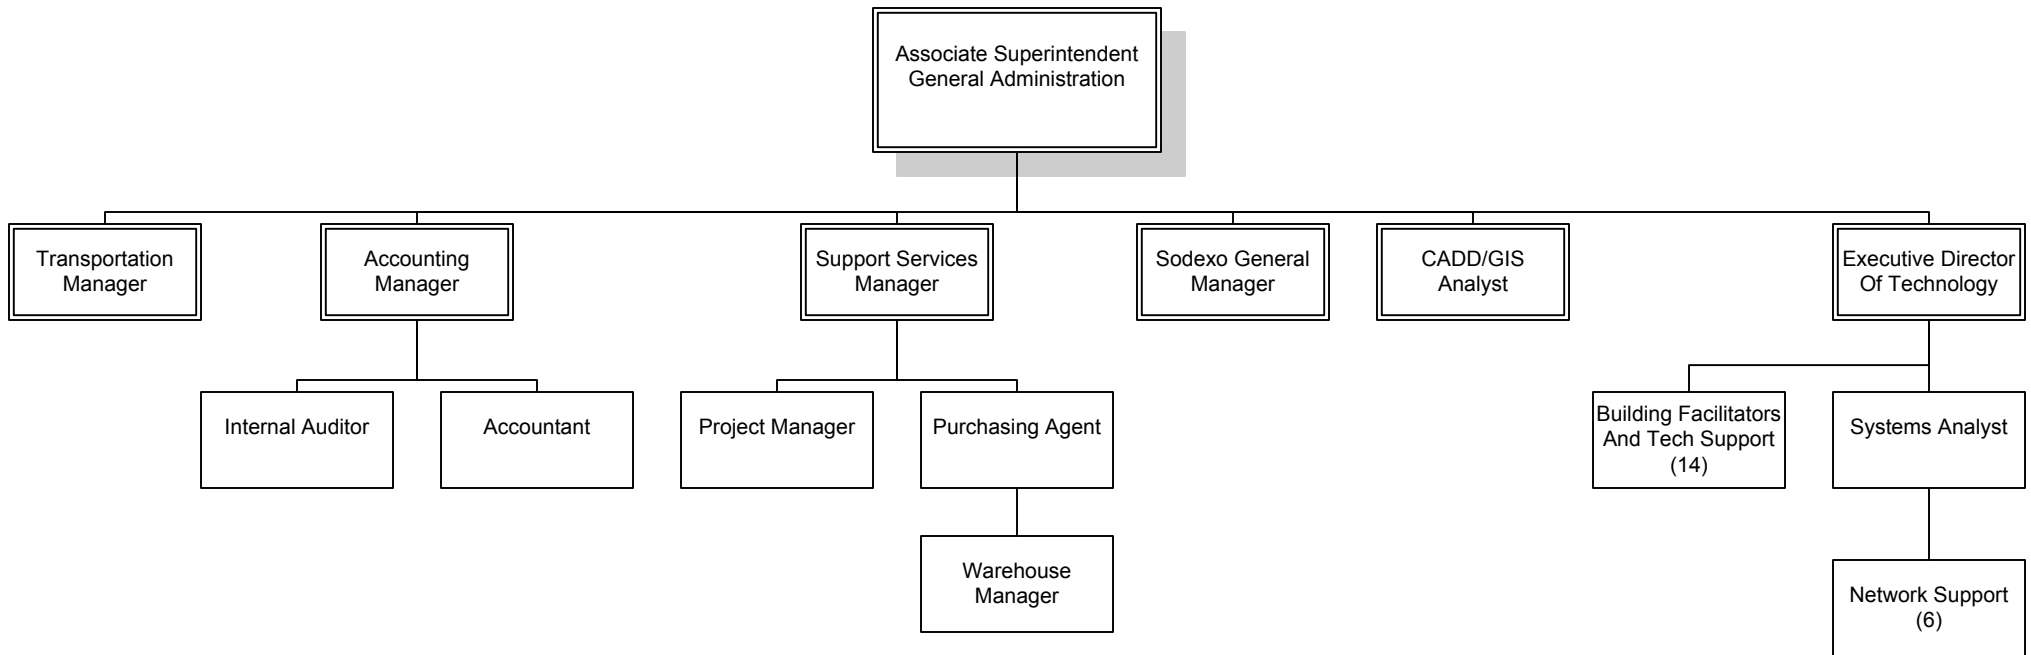 Associate Superintendent
General Administration
Transportation
Manager
Accounting
Manager
Support Services
Manager
Sodexo General
Manager
CADD/GIS
Analyst
Executive Director
Of Technology
Internal Auditor
Accountant
Project Manager
Purchasing Agent
Building Facilitators
And Tech Support
(14)
Systems Analyst
Warehouse
Manager
Network Support
(6)